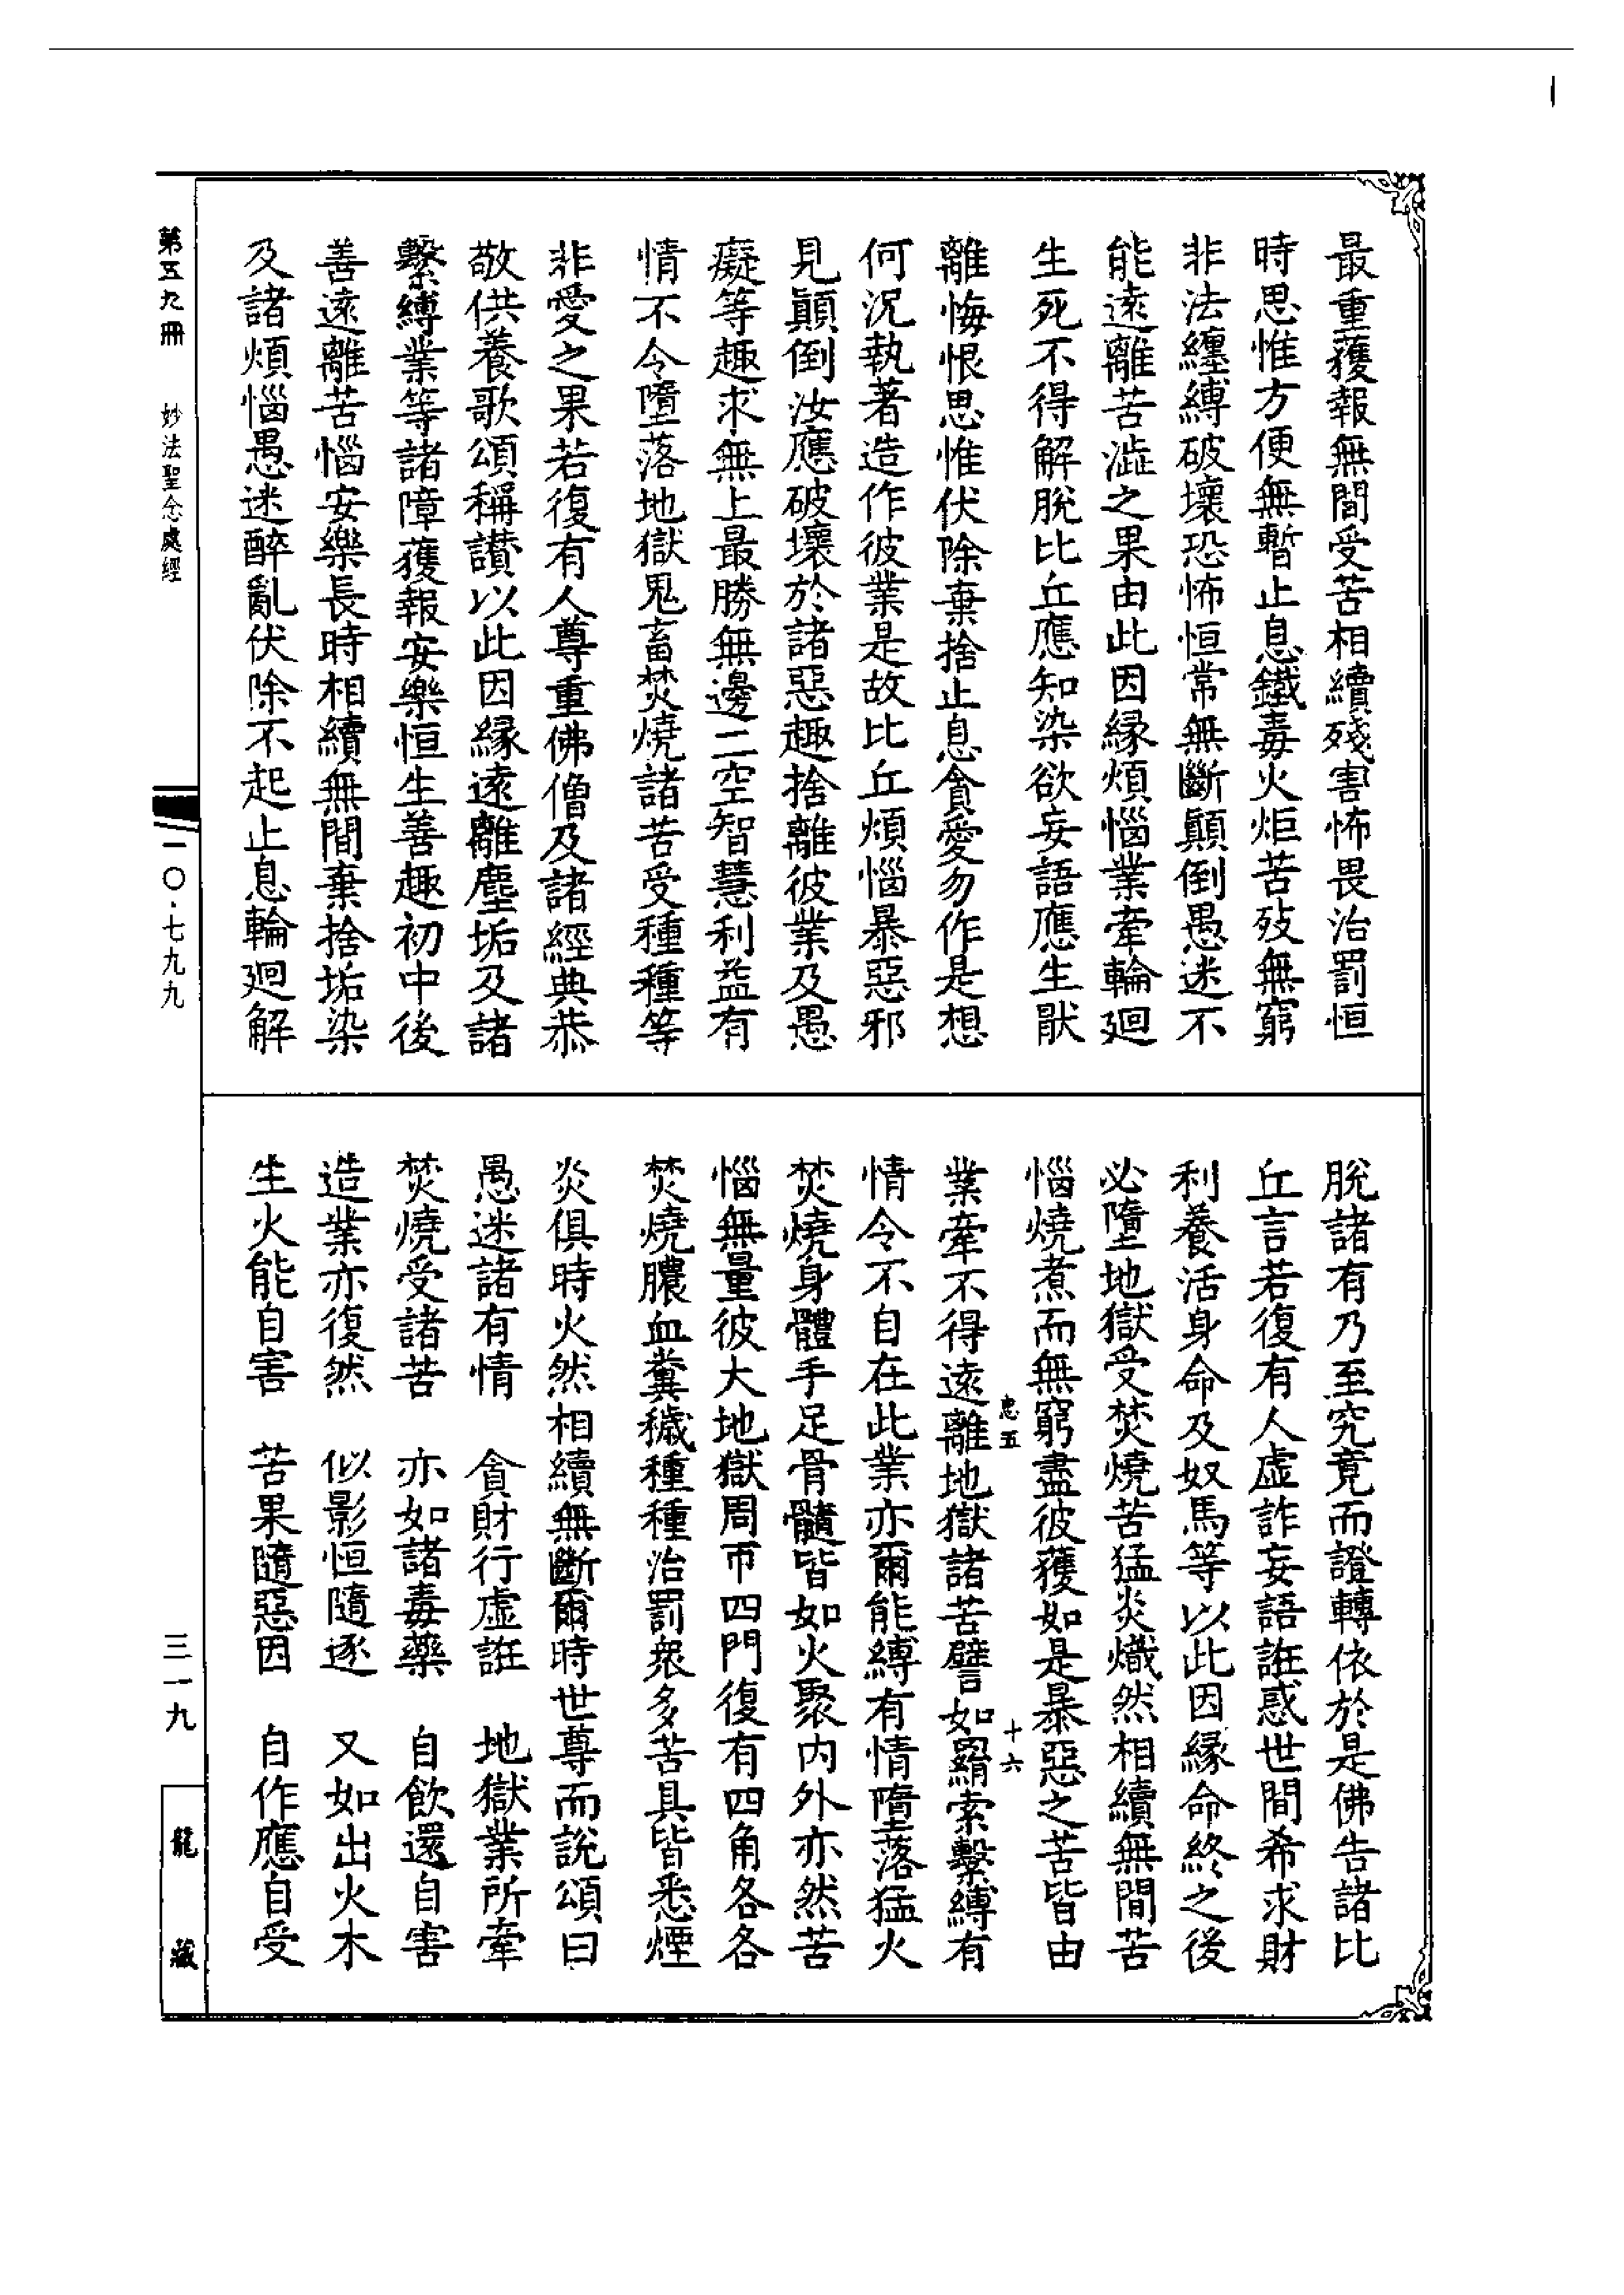 最重獲報無間受苦相續殘害怖畏治罰恒
時思惟方便無暫止息鐵毒火炬苦㱿無窮
非法纏縛破壞恐怖恒常無斷顛倒愚迷不
能遠離苦澁之果由此因緣煩惱業牽輪迴
生死不得解脫比丘應知染欲妄語應生猒
離悔恨思惟伏除棄捨止息貪愛勿作是想
何況執著造作彼業是故比丘煩惱暴惡邪
見顛倒汝應破壞於諸惡趣捨離彼業及愚
癡等趣求無上最勝無邊二空智慧利益有
情不令墮落地獄鬼畜焚燒諸苦受種種等
非愛之果若復有人尊重佛僧及諸經典恭
敬供養歌頌稱讚以此因緣遠離塵垢及諸
繫縛業等諸障獲報安樂恒生善趣初中後
善遠離苦惱安樂長時相續無間棄捨垢染
及諸煩惱愚迷醉亂伏除不起止息輪迴解
脫諸有乃至究竟而證轉依於是佛告諸比
丘言若復有人虛詐妄語誑惑世間希求財
利養活身命及奴馬等以此因緣命終之後
必墮地獄受焚燒苦猛炎熾然相續無間苦
惱燒煮而無窮盡彼獲如是暴惡之苦皆由
忠五 十六
業牽不得遠離地獄諸苦譬如羂索繫縛有
情令不自在此業亦爾能縛有情墮落猛火
焚燒身體手足骨髓皆如火聚內外亦然苦
惱無量彼大地獄周帀四門復有四角各各
焚燒膿血糞穢種種治罰衆多苦具皆悉煙
炎俱時火然相續無斷爾時世尊而說頌曰
愚迷諸有情 貪財行虛誑 地獄業所牽
焚燒受諸苦 亦如諸毒藥 自飲還自害
造業亦復然 似影恒隨逐 又如出火木
生火能自害 苦果隨惡因 自作應自受
第五九冊 妙法聖念處經 一〇·七九九
三一九
龍藏